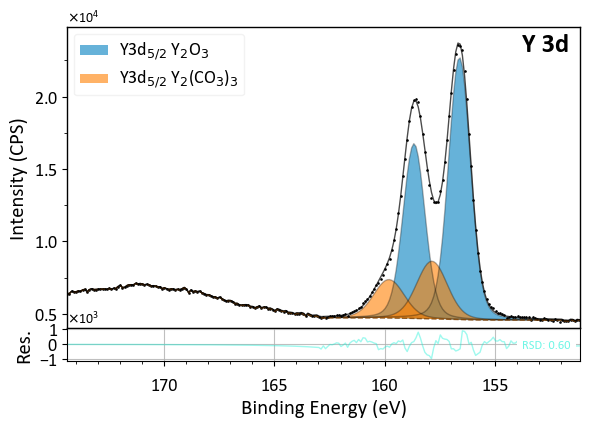 ×10⁴
Y 3d
Y3d₅/₂ Y₂O₃
Y3d₅/₂ Y₂(CO₃)₃
2.0
1.5
1.0
0.5
Intensity (CPS)
×10³
1
0
−1
Res.
RSD: 0.60
170
165
160
155
Binding Energy (eV)